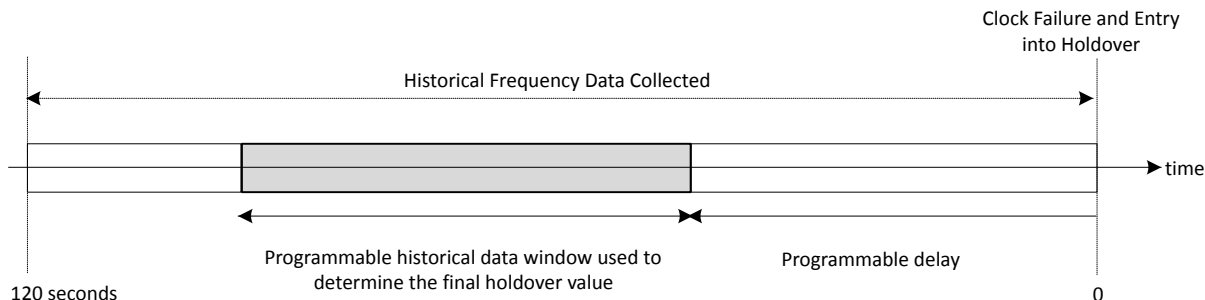 Clock Failure and Entry
into Holdover
Historical Frequency Data Collected
time
Programmable historical data window used to
determine the final holdover value
Programmable delay
120 seconds
0